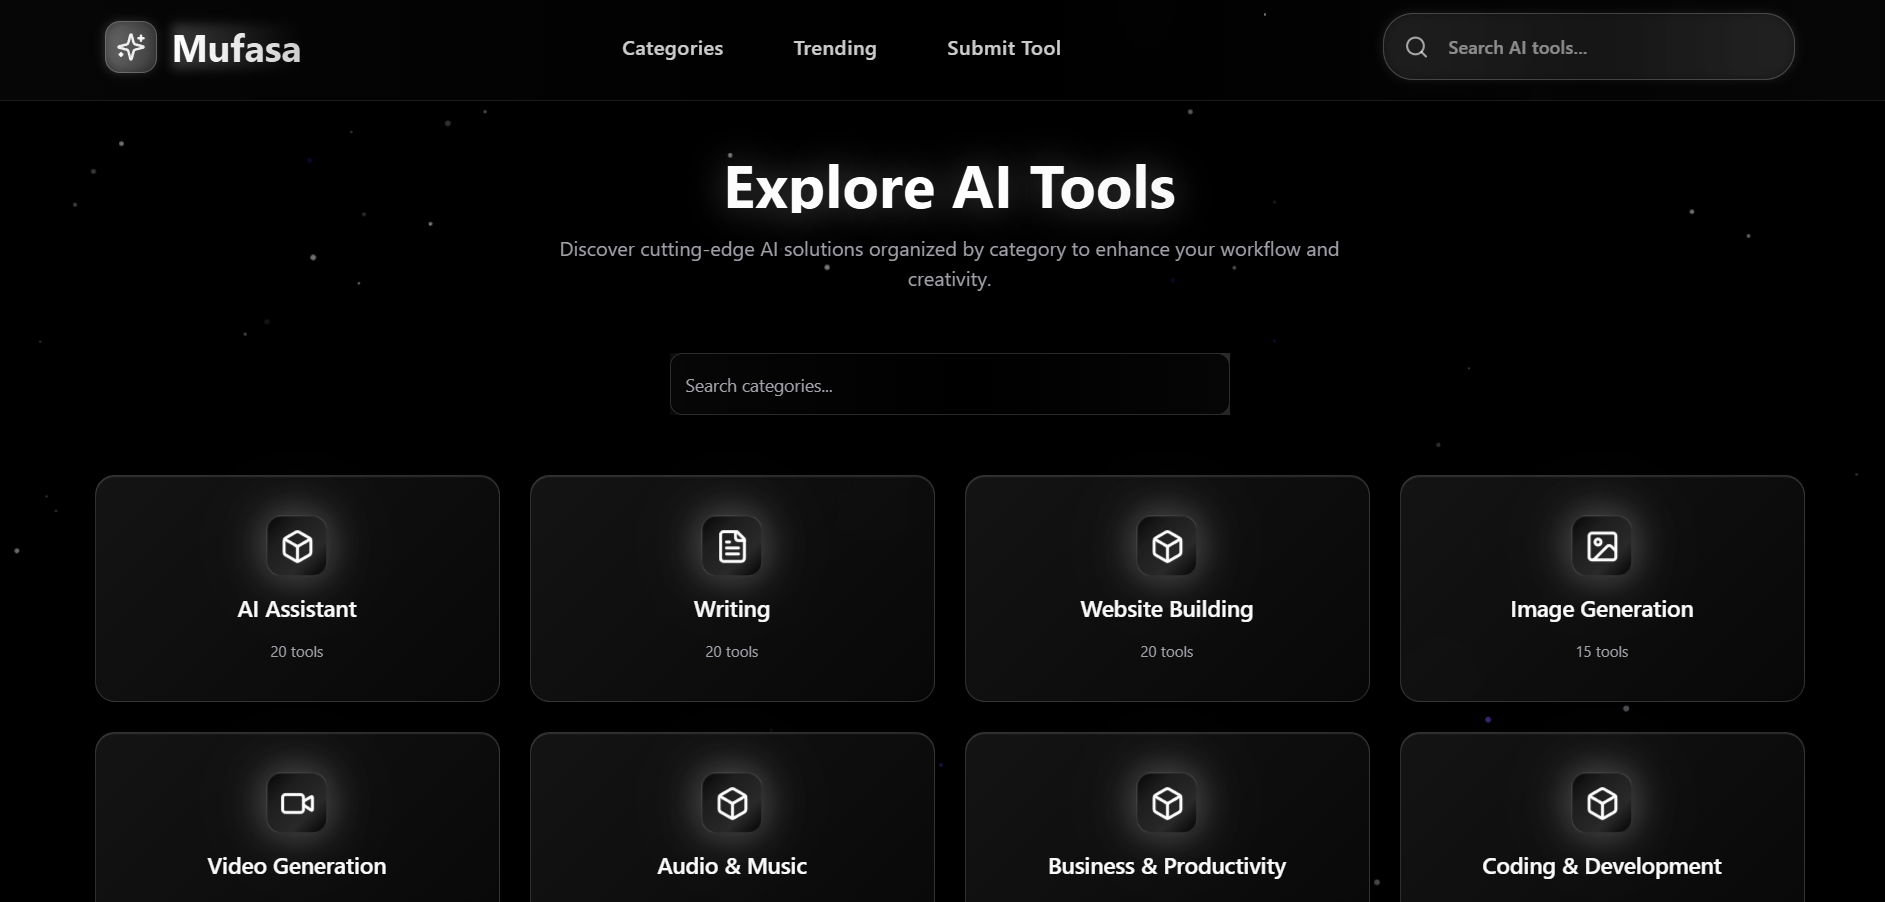 Mufasa
Categories
Trending
Submit Tool
Search AI tools...
Explore AI Tools
Discover cutting-edge AI solutions organized by category to enhance your workflow and
creativity.
Search categories...
AI Assistant
20 tools
Writing
20 tools
Website Building
20 tools
Image Generation
15 tools
Video Generation
Audio & Music
Business & Productivity
Coding & Development